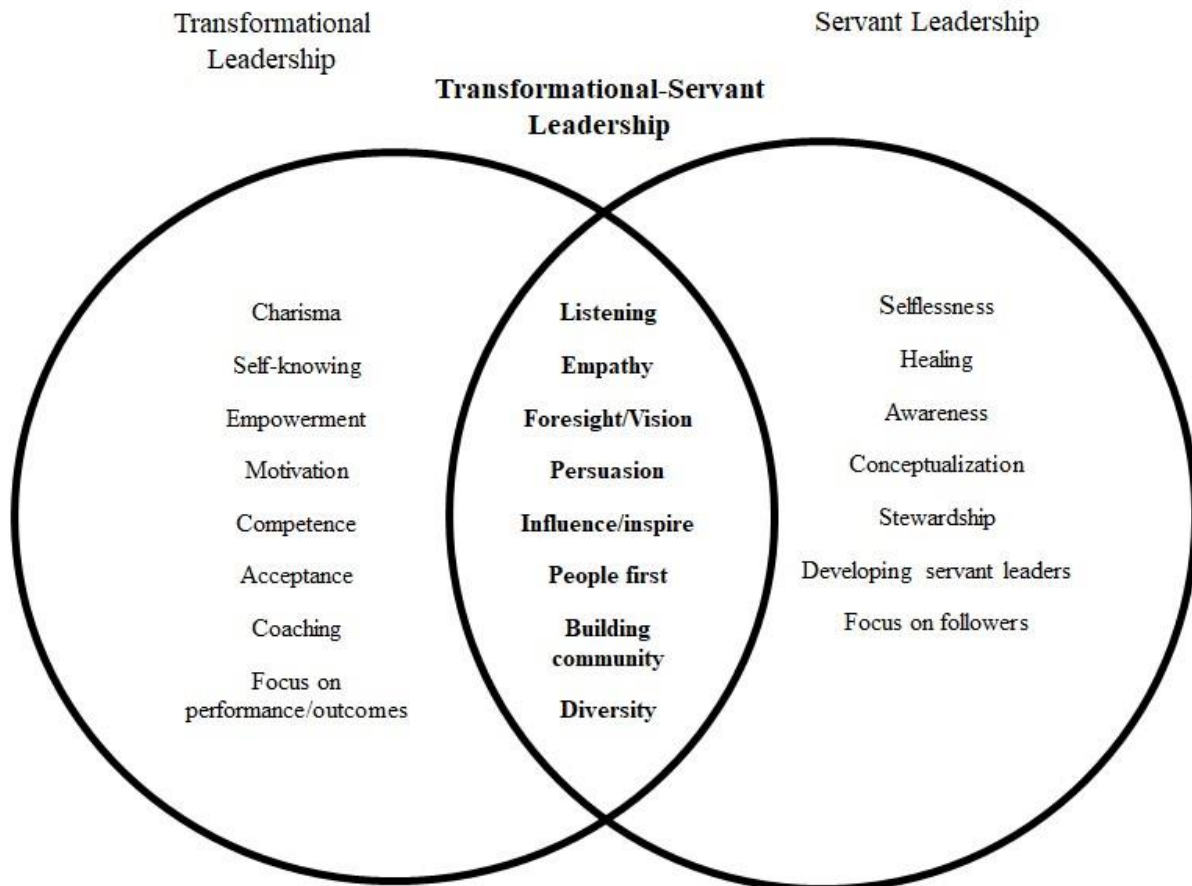 Transformational
Leadership
Servant Leadership
Transformational-Servant
Leadership
Charisma
Self-knowing
Empowerment
Motivation
Competence
Acceptance
Coaching
Focus on
performance/outcomes
Listening
Empathy
Foresight/Vision
Persuasion
Influence/inspire
People first
Building
community
Diversity
Selflessness
Healing
Awareness
Conceptualization
Stewardship
Developing servant leaders
Focus on followers